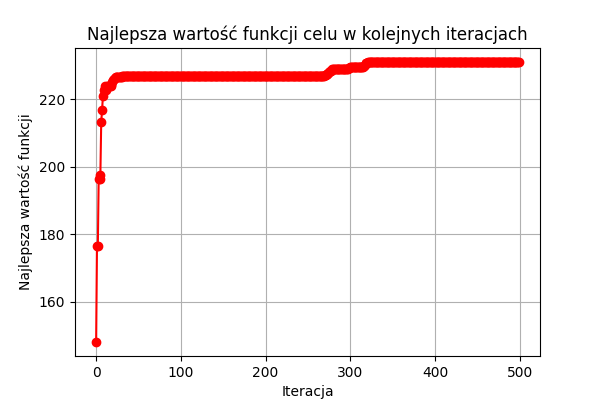 Najlepsza wartość funkcji celu w kolejnych iteracjach
Najlepsza wartość funkcji
220
200
180
160
0 100 200 300 400 500
Iteracja